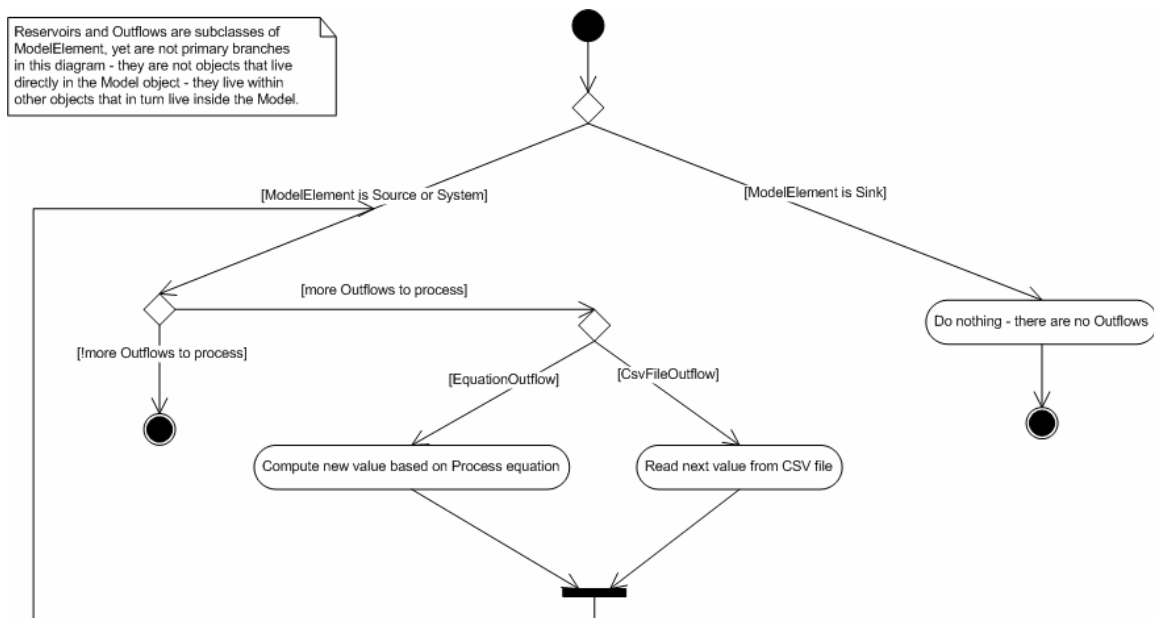 Reservoirs and Outflows are subclasses of
ModelElement, yet are not primary branches
in this diagram - they are not objects that live
directly in the Model object - they live within
other objects that in turn live inside the Model.
[ModelElement is Source or System]
[ModelElement is Sink]
[more Outflows to process]
Do nothing - there are no Outflows
[!more Outflows to process]
[EquationOutflow]
[CsvFileOutflow]
Compute new value based on Process equation
Read next value from CSV file